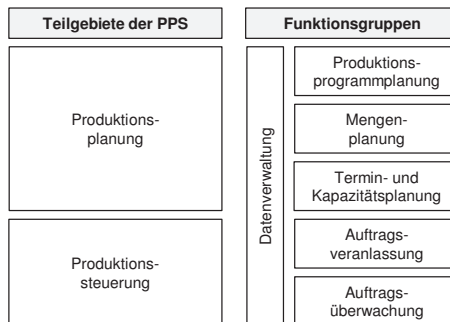 Teilgebiete der PPS
Funktionsgruppen
Produktions-
planung
Produktions-
steuerung
Datenverwaltung
Produktions-
programmplanung
Mengen-
planung
Termin- und
Kapazitätsplanung
Auftrags-
veranlassung
Auftrags-
überwachung